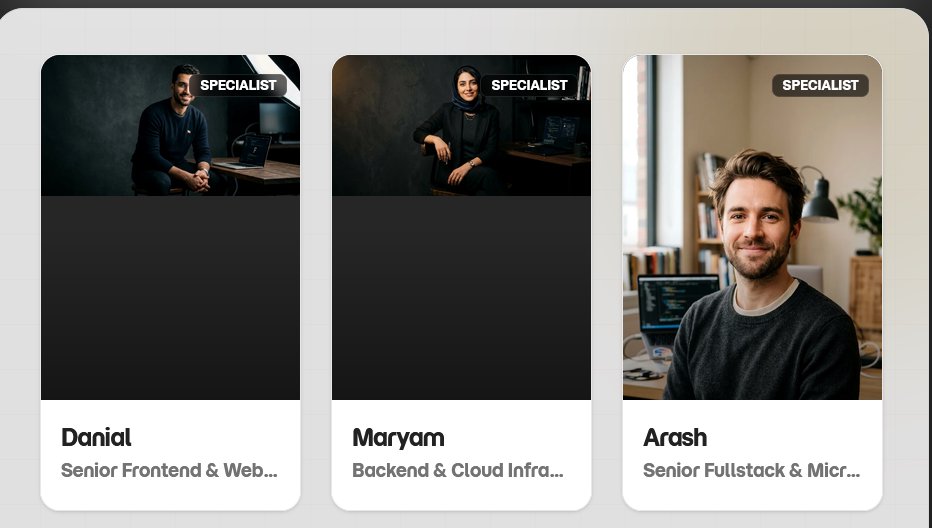 SPECIALIST
SPECIALIST
SPECIALIST
Danial
Senior Frontend & Web...
Maryam
Backend & Cloud Infra...
Arash
Senior Fullstack & Micr...